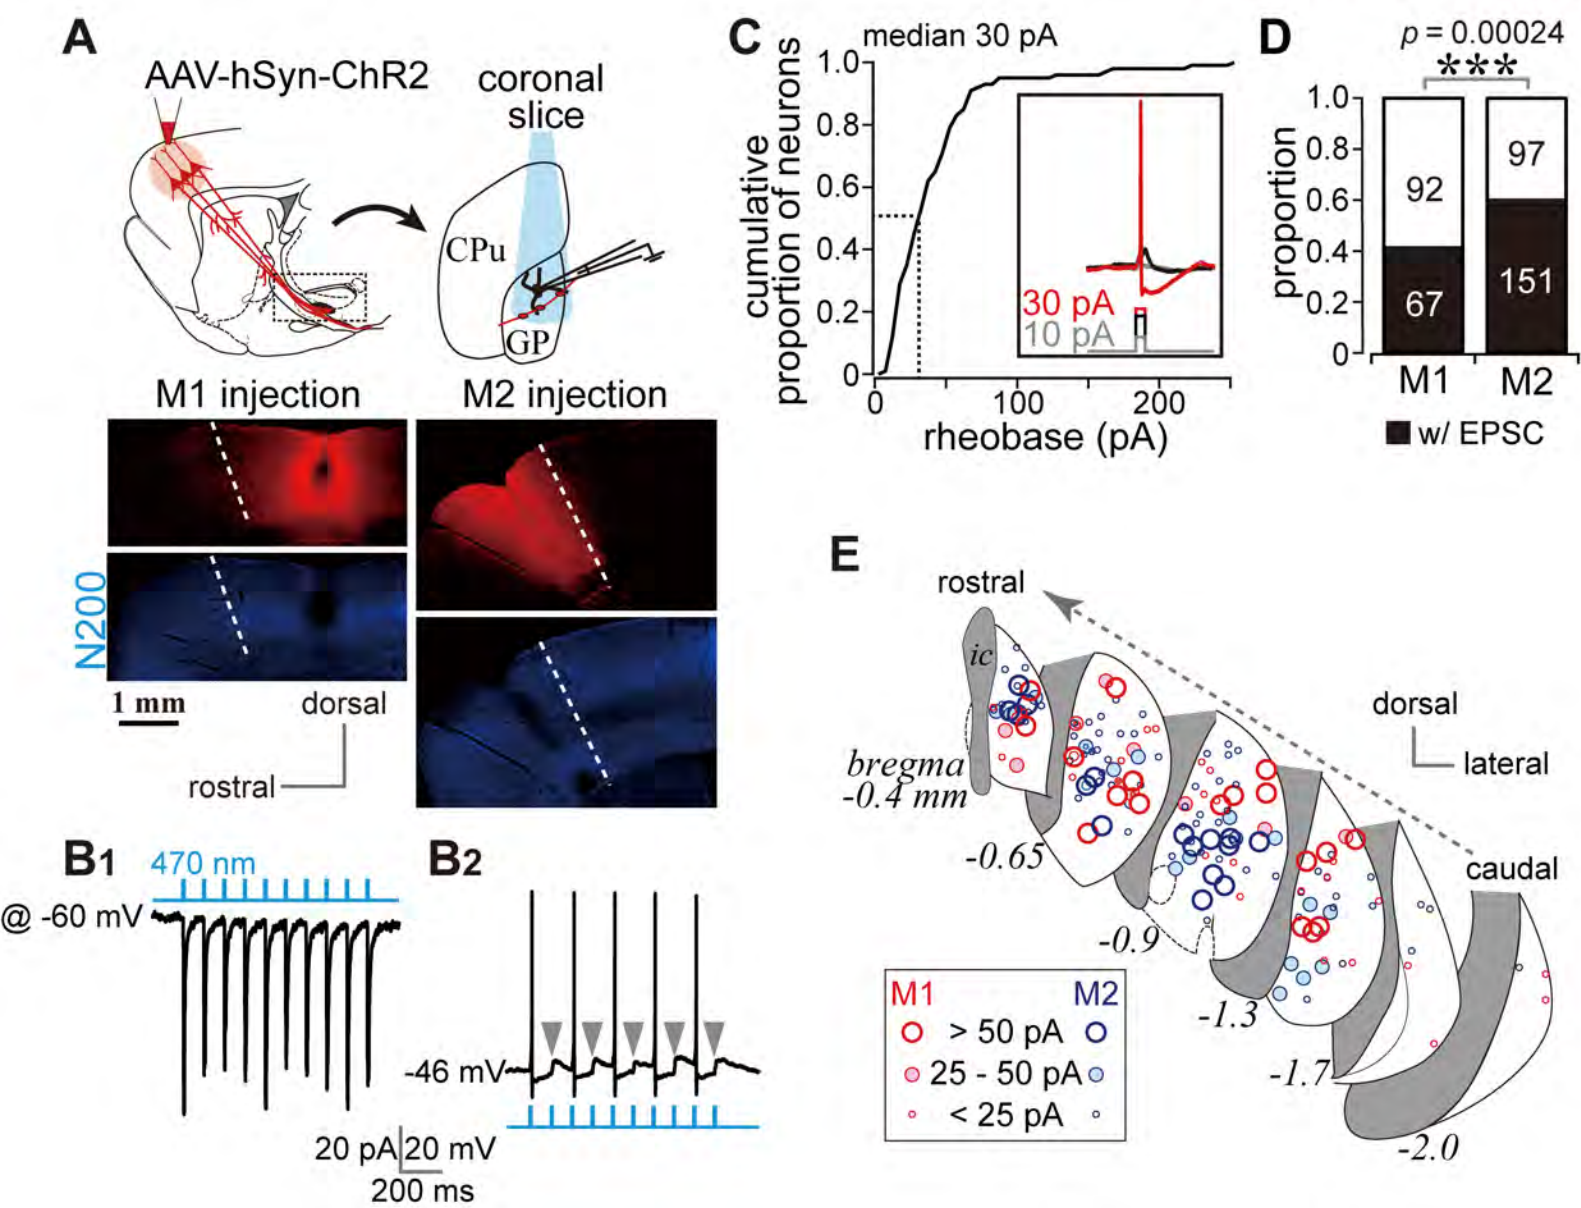 A
AAV-hSyn-ChR2
coronal
slice
CPu
GP
M1 injection
M2 injection
N200
1 mm
dorsal
rostral
B1
470 nm
@ -60 mV
B2
-46 mV
20 pA
20 mV
200 ms
C
median 30 pA
cumulative
proportion of neurons
1.0
0.8
0.6
0.4
0.2
0
0
100
200
rheobase (pA)
30 pA
10 pA
D
p = 0.00024
***
proportion
1.0
0.8
0.6
0.4
0.2
0
92
67
97
151
M1
M2
w/ EPSC
E
rostral
ic
bregma
-0.4 mm
-0.65
-0.9
-1.3
-1.7
-2.0
dorsal
lateral
caudal
M1 M2
> 50 pA
25 - 50 pA
< 25 pA